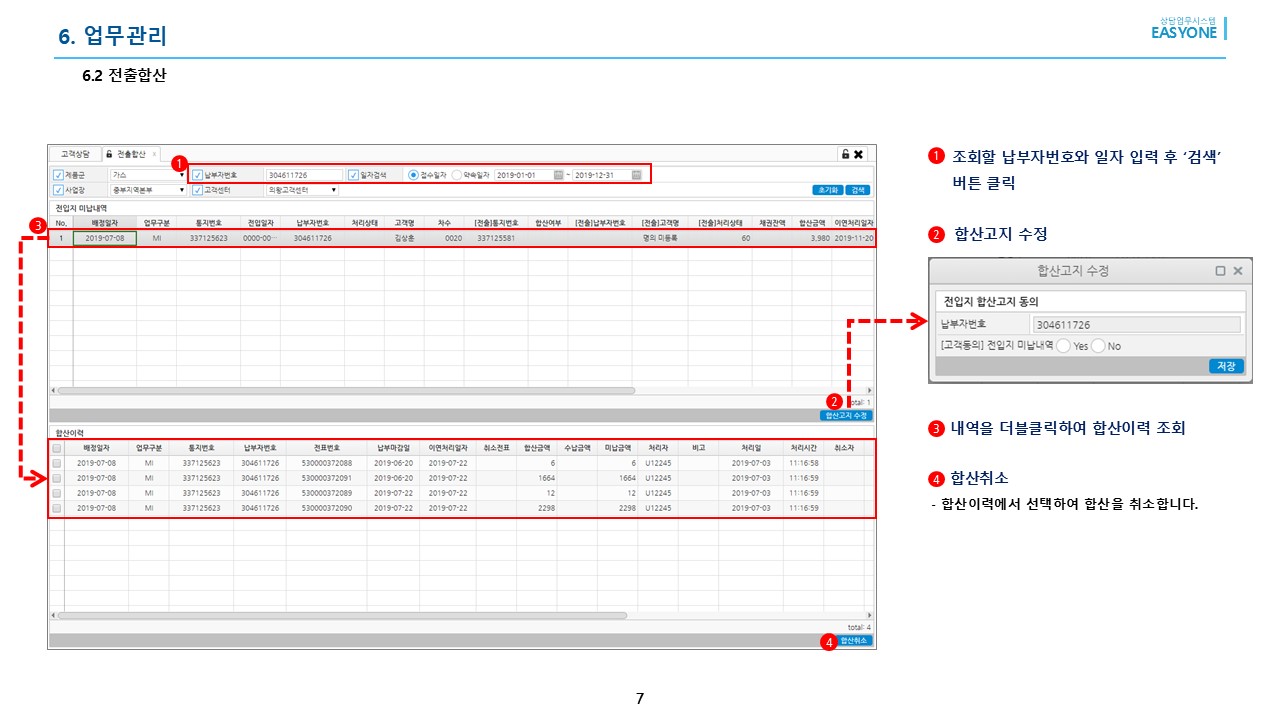 6. 업무관리
상담업무시스템
EASYONE
6.2 전출합산
고객상담 전출합산 x
1
제품군 가스 납부자번호 304611726 일자검색 접수일자 약속일자 2019-01-01 ~ 2019-12-31
사업장 중부지역본부 고객센터 의왕고객센터 초기화 검색
전입지 미납내역
3
No. 배정일자 업무구분 통지번호 전입일자 납부자번호 처리상태 고객명 차수 [전출]통지번호 합산여부 [전출]납부자번호 [전출]고객명 [전출]처리상태 채권잔액 합산금액 이연처리일자
1 2019-07-08 MI 337125623 0000-00-… 304611726 김상훈 0020 337125581 명의 미등록 60 3,980 2019-11-20
2 total: 1
합산고지 수정
합산이력
배정일자 업무구분 통지번호 납부자번호 전표번호 납부마감일 이연처리일자 취소전표 합산금액 수납금액 미납금액 처리자 비고 처리일 처리시간 취소자
2019-07-08 MI 337125623 304611726 530000372088 2019-06-20 2019-07-22 6 6 U12245 2019-07-03 11:16:58
2019-07-08 MI 337125623 304611726 530000372091 2019-06-20 2019-07-22 1664 1664 U12245 2019-07-03 11:16:59
2019-07-08 MI 337125623 304611726 530000372089 2019-07-22 2019-07-22 12 12 U12245 2019-07-03 11:16:59
2019-07-08 MI 337125623 304611726 530000372090 2019-07-22 2019-07-22 2298 2298 U12245 2019-07-03 11:16:59
total: 4
4 합산취소
1 조회할 납부자번호와 일자 입력 후 ‘검색’
버튼 클릭
2 합산고지 수정
합산고지 수정
전입지 합산고지 동의
납부자번호 304611726
[고객동의] 전입지 미납내역 Yes No
저장
3 내역을 더블클릭하여 합산이력 조회
4 합산취소
- 합산이력에서 선택하여 합산을 취소합니다.
7